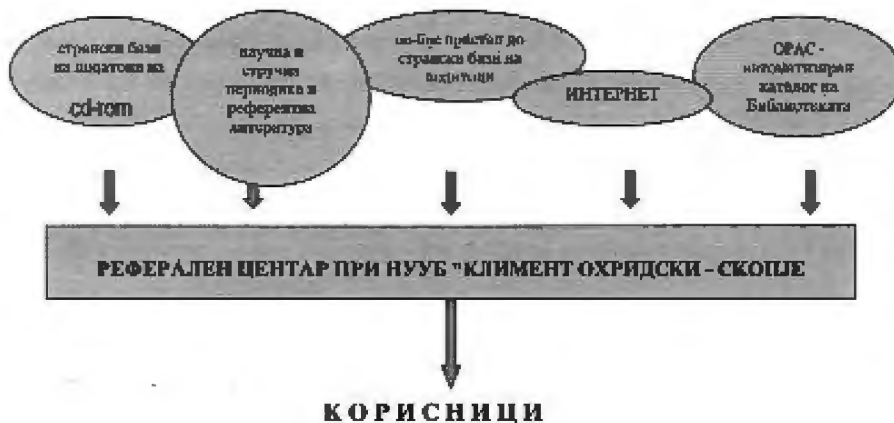 странски бази
на податоци на
cd-rom
научна и
стручна
периодика и
референтна
литература
on-line пристап до
странски бази на
податоци
ИНТЕРНЕТ
OPAC -
автоматизиран
каталог на
Библиотеката
РЕФЕРАЛЕН ЦЕНТАР ПРИ НУУБ "КЛИМЕНТ ОХРИДСКИ - СКОПЈЕ
КОРИСНИЦИ